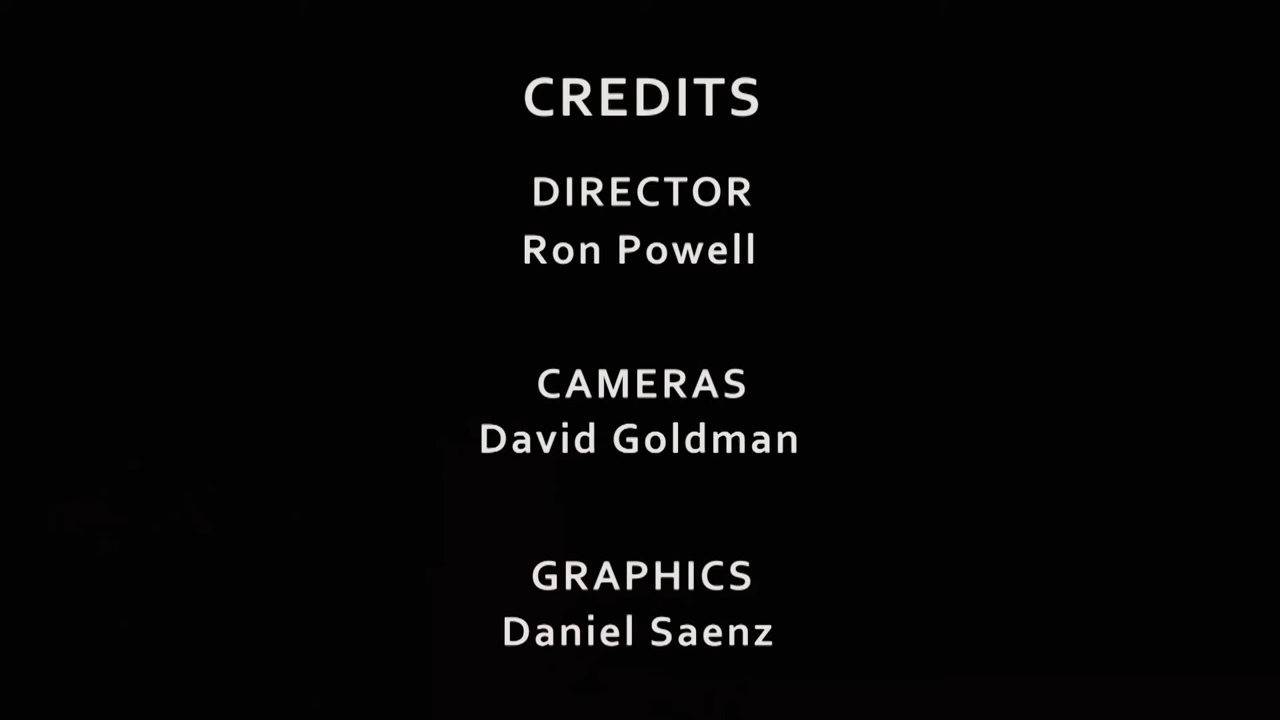 CREDITS
DIRECTOR
Ron Powell
CAMERAS
David Goldman
GRAPHICS
Daniel Saenz